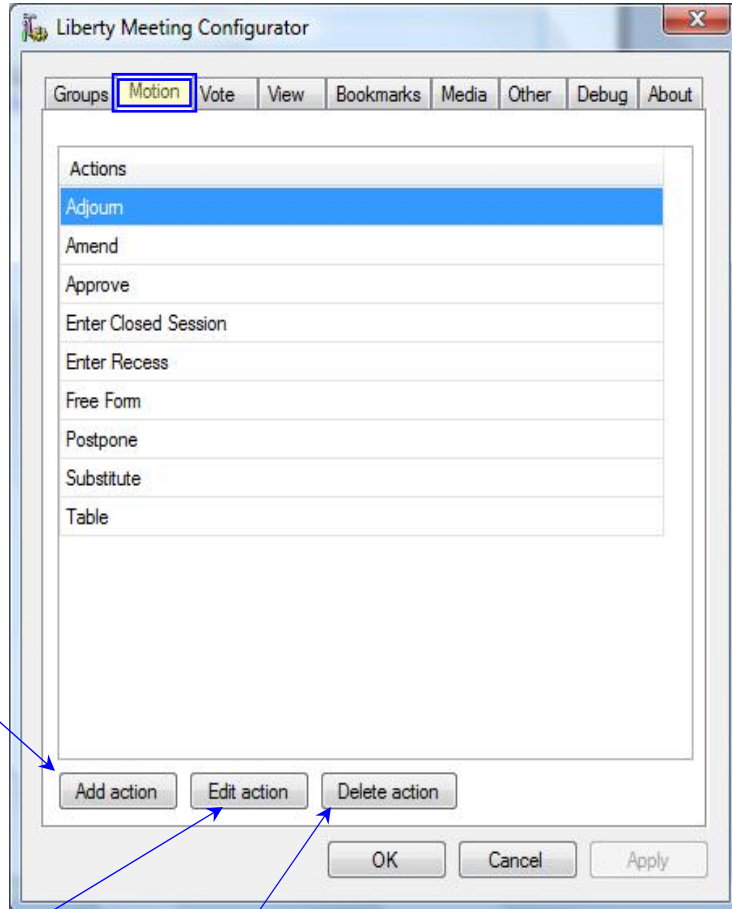 Liberty Meeting Configurator
Groups Motion Vote View Bookmarks Media Other Debug About
Actions
Adjourn
Amend
Approve
Enter Closed Session
Enter Recess
Free Form
Postpone
Substitute
Table
Add action Edit action Delete action
OK Cancel Apply